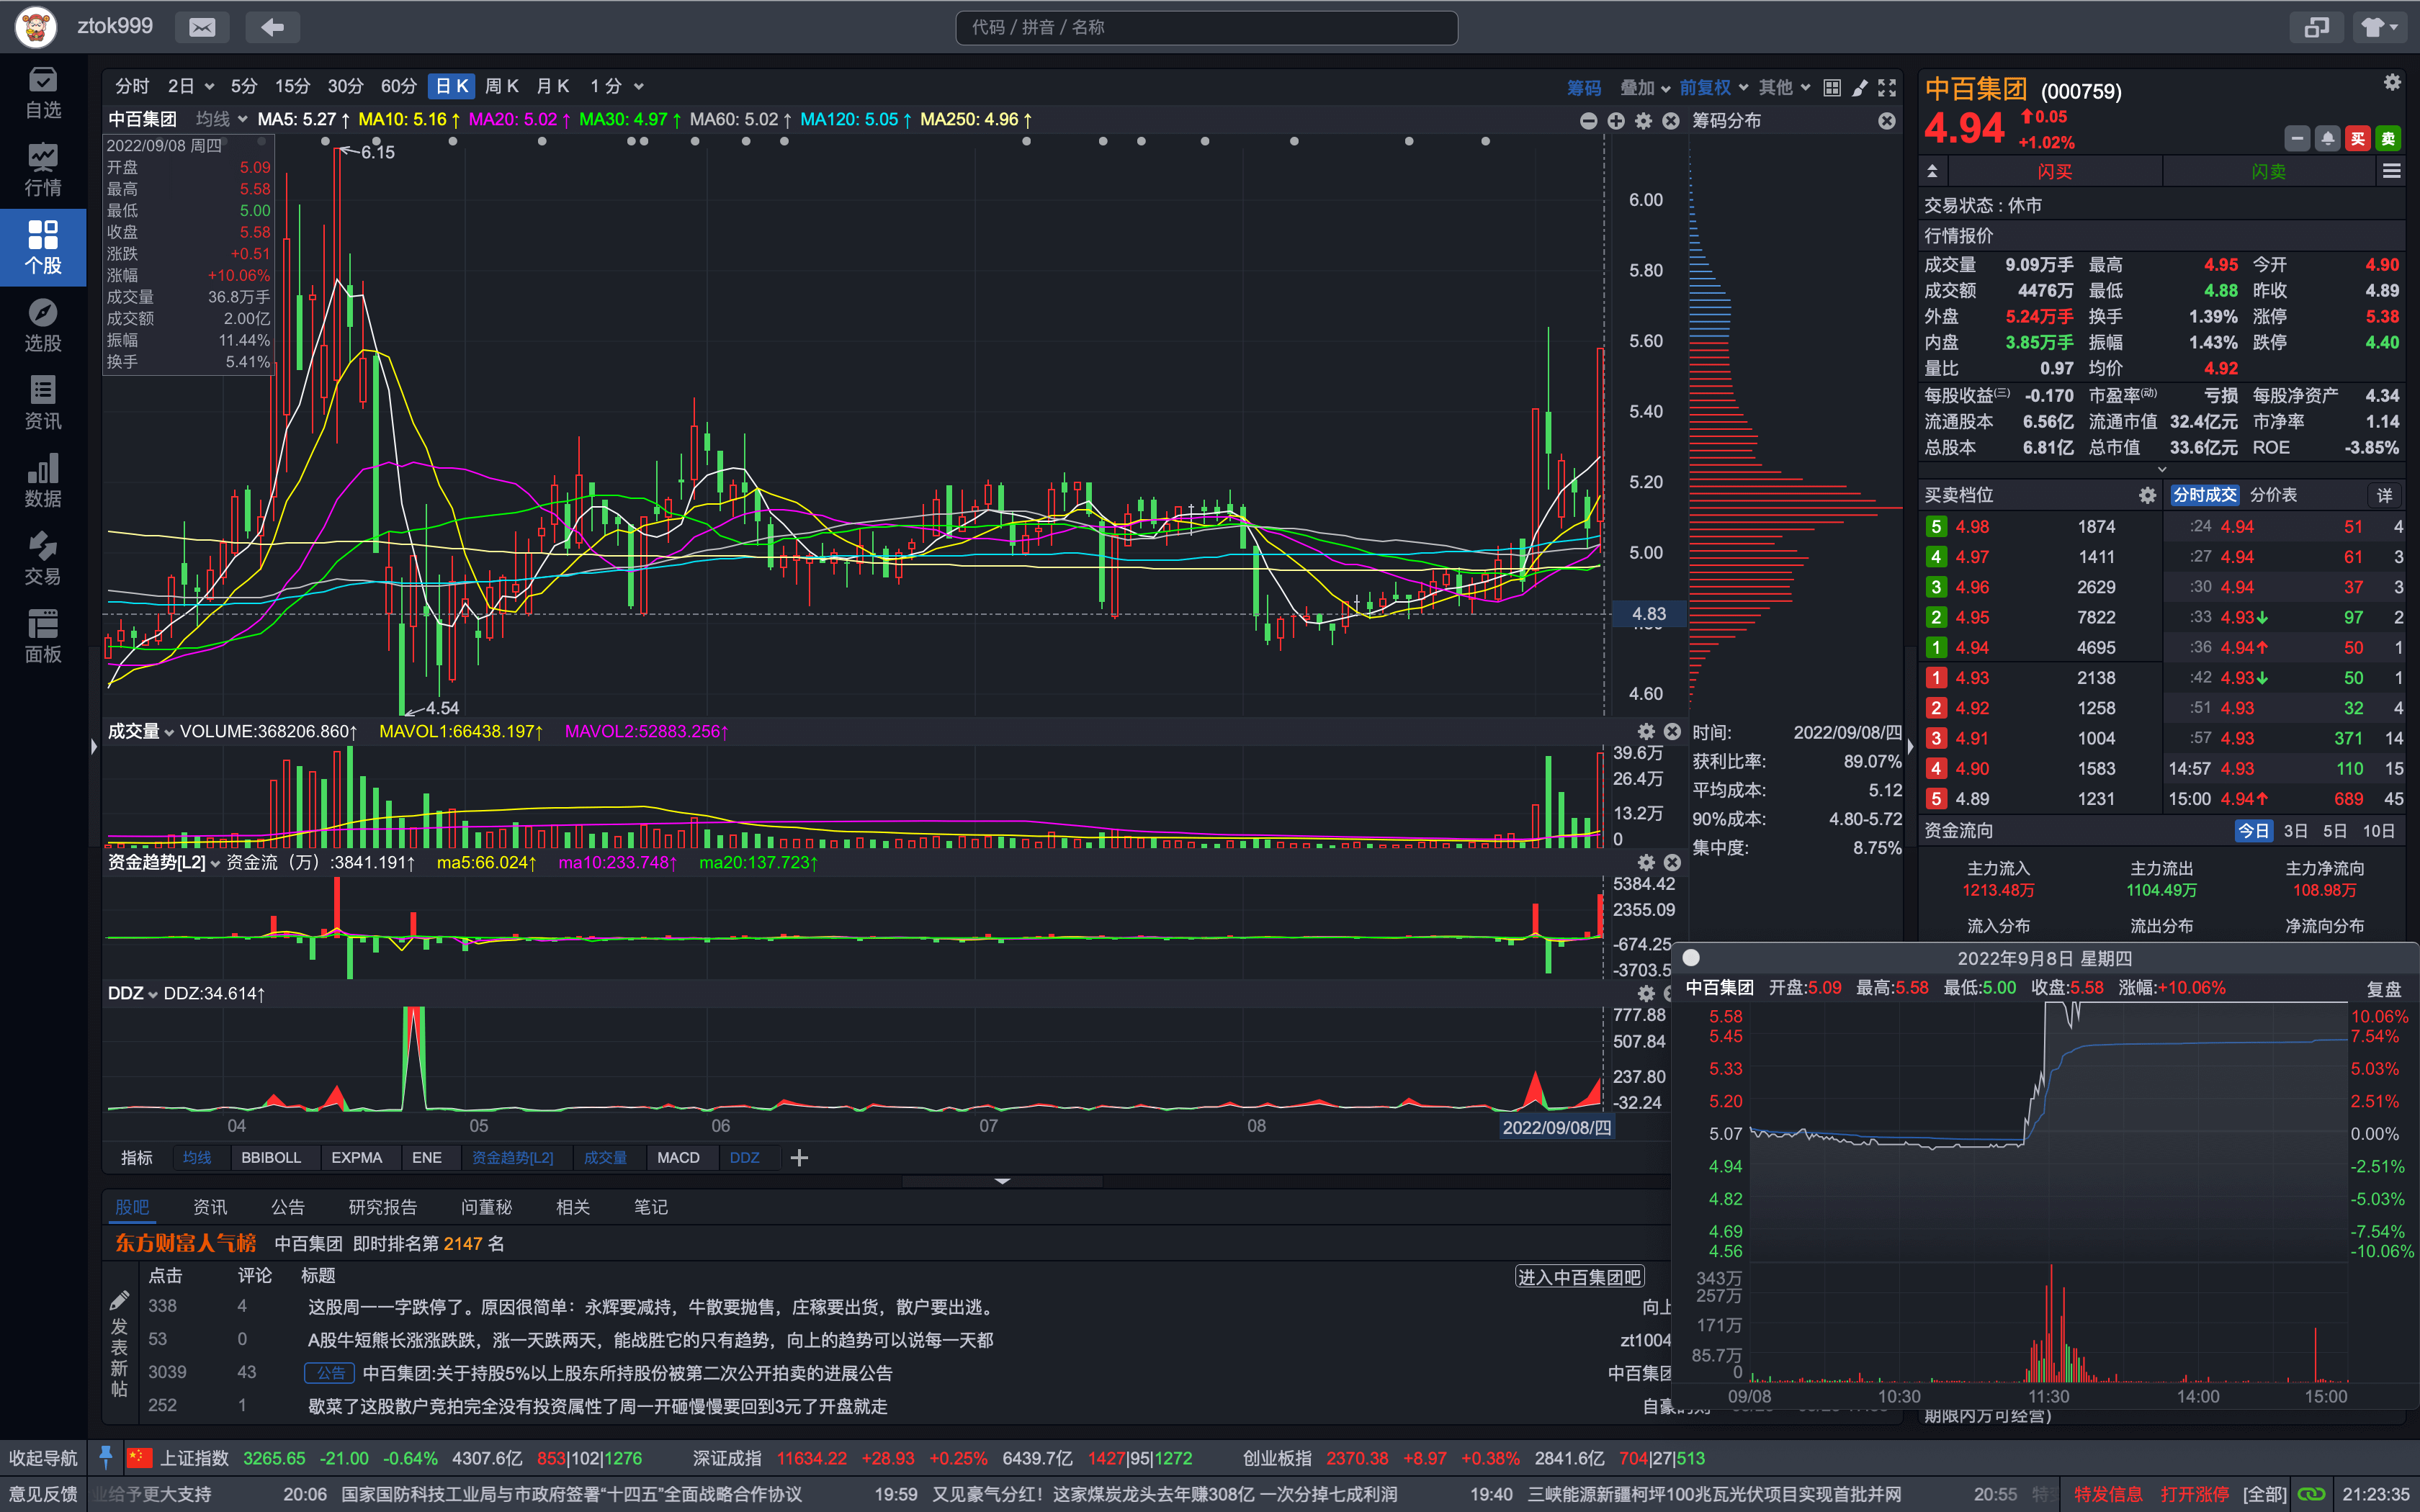 ztok999
代码 / 拼音 / 名称
自选
行情
个股
选股
资讯
数据
交易
面板
分时 2日 5分 15分 30分 60分 日K 周K 月K 1分 筹码 叠加 前复权 其他
中百集团 均线 MA5: 5.27↑ MA10: 5.16↑ MA20: 5.02↑ MA30: 4.97↑ MA60: 5.02↑ MA120: 5.05↑ MA250: 4.96↑
筹码分布
2022/09/08 周四
开盘 5.09
最高 5.58
最低 5.00
收盘 5.58
涨跌 +0.51
涨幅 +10.06%
成交量 36.8万手
成交额 2.00亿
振幅 11.44%
换手 5.41%
6.15
4.54
6.00
5.80
5.60
5.40
5.20
5.00
4.83
4.60
成交量 VOLUME:368206.860↑ MAVOL1:66438.197↑ MAVOL2:52883.256↑
39.6万
26.4万
13.2万
0
资金趋势[L2] 资金流（万）:3841.191↑ ma5:66.024↑ ma10:233.748↑ ma20:137.723↑
5384.42
2355.09
-674.25
-3703.5
DDZ DDZ:34.614↑
777.88
507.84
237.80
-32.24
04 05 06 07 08 2022/09/08/四
时间: 2022/09/08/四
获利比率: 89.07%
平均成本: 5.12
90%成本: 4.80-5.72
集中度: 8.75%
指标 均线 BBIBOLL EXPMA ENE 资金趋势[L2] 成交量 MACD DDZ
股吧 资讯 公告 研究报告 问董秘 相关 笔记
东方财富人气榜 中百集团 即时排名第 2147 名
点击 评论 标题 进入中百集团吧
338 4 这股周一一字跌停了。原因很简单：永辉要减持，牛散要抛售，庄稼要出货，散户要出逃。 向上
53 0 A股牛短熊长涨涨跌跌，涨一天跌两天，能战胜它的只有趋势，向上的趋势可以说每一天都 zt1004
3039 43 公告 中百集团:关于持股5%以上股东所持股份被第二次公开拍卖的进展公告 中百集团
252 1 歇菜了这股散户竞拍完全没有投资属性了周一开砸慢慢要回到3元了开盘就走
发表新帖
中百集团 (000759)
4.94 0.05
+1.02%
买 卖
闪买 闪卖
交易状态 : 休市
行情报价
成交量 9.09万手 最高 4.95 今开 4.90
成交额 4476万 最低 4.88 昨收 4.89
外盘 5.24万手 换手 1.39% 涨停 5.38
内盘 3.85万手 振幅 1.43% 跌停 4.40
量比 0.97 均价 4.92
每股收益(三) -0.170 市盈率(动) 亏损 每股净资产 4.34
流通股本 6.56亿 流通市值 32.4亿元 市净率 1.14
总股本 6.81亿 总市值 33.6亿元 ROE -3.85%
买卖档位 分时成交 分价表 详
5 4.98 1874 :24 4.94 51 4
4 4.97 1411 :27 4.94 61 3
3 4.96 2629 :30 4.94 37 3
2 4.95 7822 :33 4.93↓ 97 2
1 4.94 4695 :36 4.94↑ 50 1
1 4.93 2138 :42 4.93↓ 50 1
2 4.92 1258 :51 4.93 32 4
3 4.91 1004 :57 4.93 371 14
4 4.90 1583 14:57 4.93 110 15
5 4.89 1231 15:00 4.94↑ 689 45
资金流向 今日 3日 5日 10日
主力流入 主力流出 主力净流向
1213.48万 1104.49万 108.98万
流入分布 流出分布 净流向分布
2022年9月8日 星期四
中百集团 开盘:5.09 最高:5.58 最低:5.00 收盘:5.58 涨幅:+10.06% 复盘
5.58 10.06%
5.45 7.54%
5.33 5.03%
5.20 2.51%
5.07 0.00%
4.94 -2.51%
4.82 -5.03%
4.69 -7.54%
4.56 -10.06%
343万
257万
171万
85.7万
0
09/08 10:30 11:30 14:00 15:00
期限内方可经营)
收起导航 上证指数 3265.65 -21.00 -0.64% 4307.6亿 853|102|1276 深证成指 11634.22 +28.93 +0.25% 6439.7亿 1427|95|1272 创业板指 2370.38 +8.97 +0.38% 2841.6亿 704|27|513
意见反馈 业给予更大支持 20:06 国家国防科技工业局与市政府签署“十四五”全面战略合作协议 19:59 又见豪气分红！这家煤炭龙头去年赚308亿 一次分掉七成利润 19:40 三峡能源新疆柯坪100兆瓦光伏项目实现首批并网 20:55 特发信息 打开涨停 [全部] 21:23:35